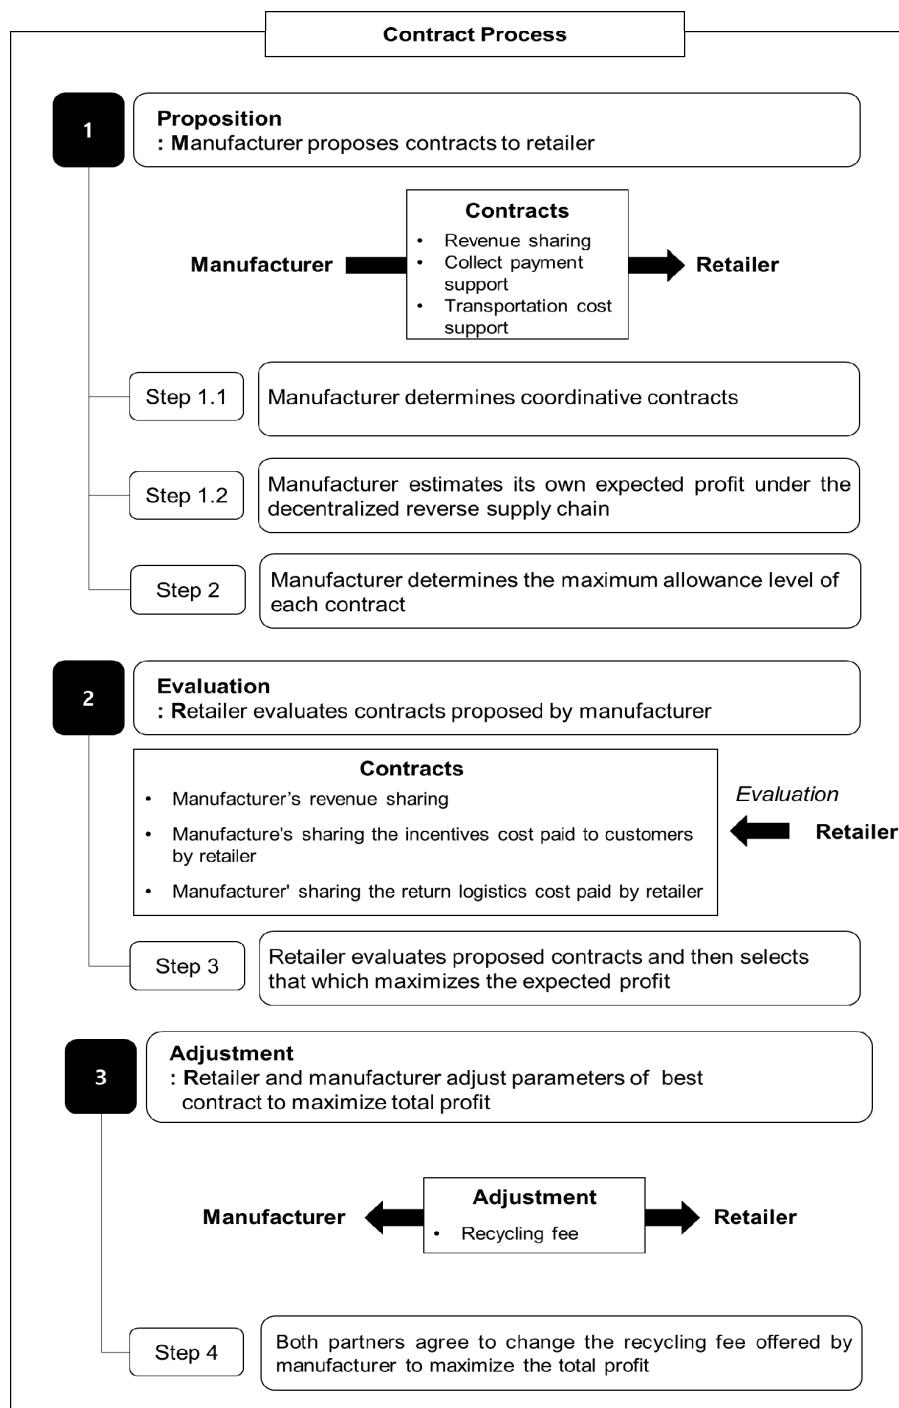 Contract Process
1
Proposition
: Manufacturer proposes contracts to retailer
Contracts
• Revenue sharing
• Collect payment
support
• Transportation cost
support
Manufacturer
Retailer
Step 1.1
Manufacturer determines coordinative contracts
Step 1.2
Manufacturer estimates its own expected profit under the
decentralized reverse supply chain
Step 2
Manufacturer determines the maximum allowance level of
each contract
2
Evaluation
: Retailer evaluates contracts proposed by manufacturer
Contracts
• Manufacturer’s revenue sharing
• Manufacture's sharing the incentives cost paid to customers
by retailer
• Manufacturer' sharing the return logistics cost paid by retailer
Evaluation
Retailer
Step 3
Retailer evaluates proposed contracts and then selects
that which maximizes the expected profit
3
Adjustment
: Retailer and manufacturer adjust parameters of best
contract to maximize total profit
Manufacturer
Adjustment
• Recycling fee
Retailer
Step 4
Both partners agree to change the recycling fee offered by
manufacturer to maximize the total profit